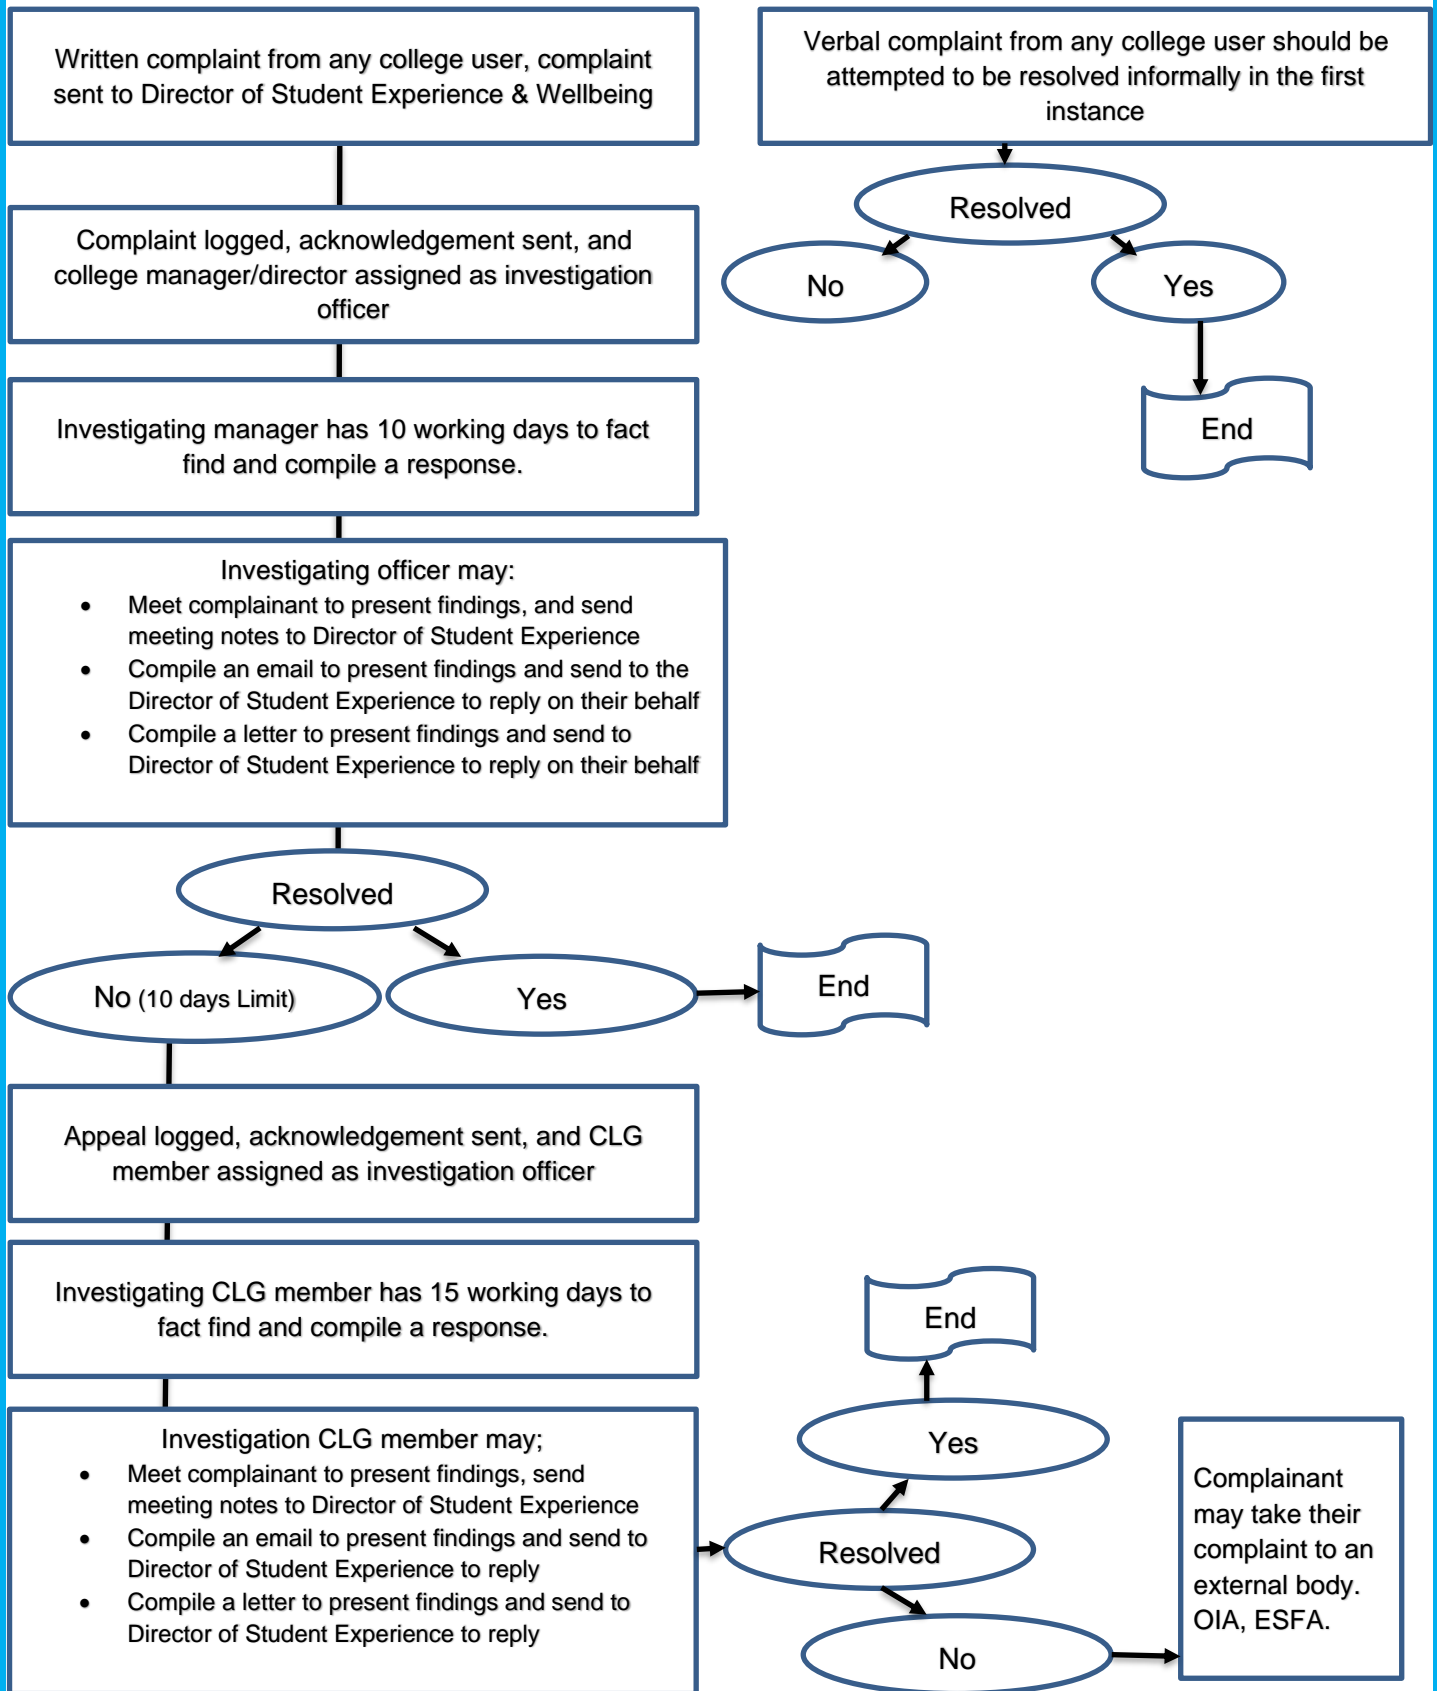 Written complaint from any college user, complaint
sent to Director of Student Experience & Wellbeing
Verbal complaint from any college user should be
attempted to be resolved informally in the first
instance
Resolved
No
Yes
End
Complaint logged, acknowledgement sent, and
college manager/director assigned as investigation
officer
Investigating manager has 10 working days to fact
find and compile a response.
Investigating officer may:
• Meet complainant to present findings, and send
meeting notes to Director of Student Experience
• Compile an email to present findings and send to the
Director of Student Experience to reply on their behalf
• Compile a letter to present findings and send to
Director of Student Experience to reply on their behalf
Resolved
No (10 days Limit)
Yes
End
Appeal logged, acknowledgement sent, and CLG
member assigned as investigation officer
Investigating CLG member has 15 working days to
fact find and compile a response.
Investigation CLG member may;
• Meet complainant to present findings, send
meeting notes to Director of Student Experience
• Compile an email to present findings and send to
Director of Student Experience to reply
• Compile a letter to present findings and send to
Director of Student Experience to reply
End
Yes
Resolved
No
Complainant
may take their
complaint to an
external body.
OIA, ESFA.